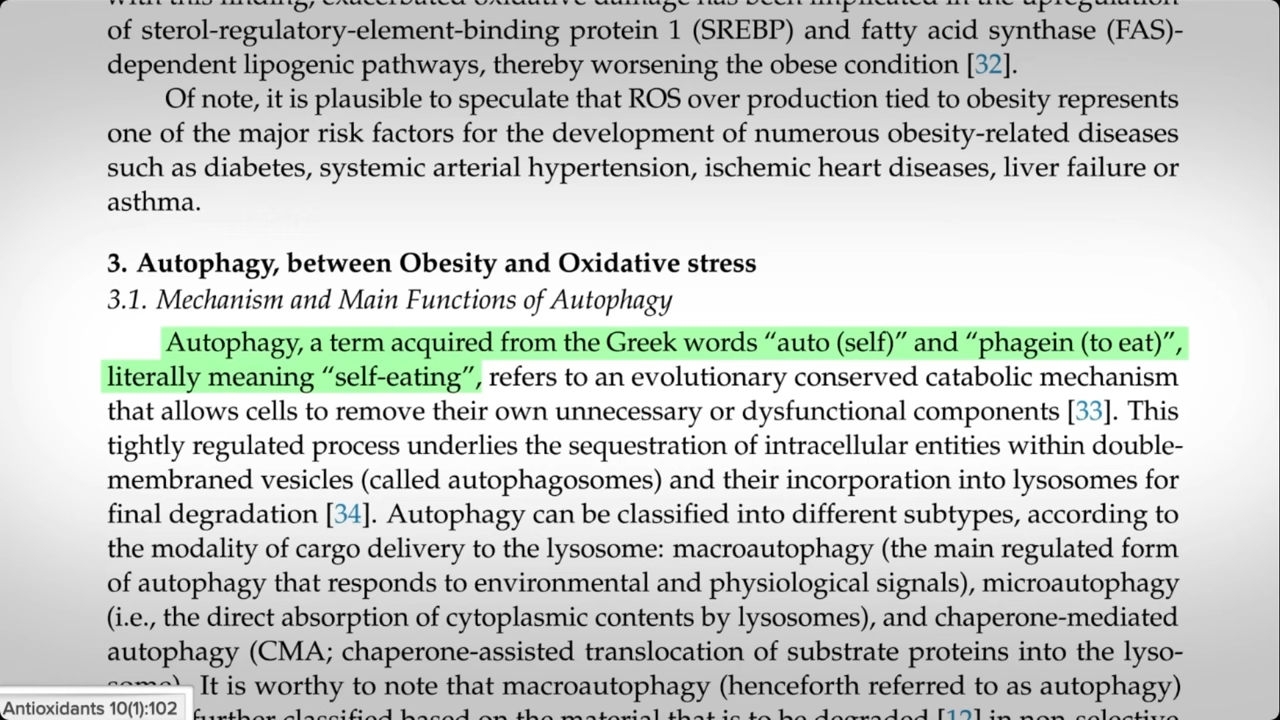 of sterol-regulatory-element-binding protein 1 (SREBP) and fatty acid synthase (FAS)-
dependent lipogenic pathways, thereby worsening the obese condition [32].
Of note, it is plausible to speculate that ROS over production tied to obesity represents
one of the major risk factors for the development of numerous obesity-related diseases
such as diabetes, systemic arterial hypertension, ischemic heart diseases, liver failure or
asthma.
3. Autophagy, between Obesity and Oxidative stress
3.1. Mechanism and Main Functions of Autophagy
Autophagy, a term acquired from the Greek words “auto (self)” and “phagein (to eat)”,
literally meaning “self-eating”, refers to an evolutionary conserved catabolic mechanism
that allows cells to remove their own unnecessary or dysfunctional components [33]. This
tightly regulated process underlies the sequestration of intracellular entities within double-
membraned vesicles (called autophagosomes) and their incorporation into lysosomes for
final degradation [34]. Autophagy can be classified into different subtypes, according to
the modality of cargo delivery to the lysosome: macroautophagy (the main regulated form
of autophagy that responds to environmental and physiological signals), microautophagy
(i.e., the direct absorption of cytoplasmic contents by lysosomes), and chaperone-mediated
autophagy (CMA; chaperone-assisted translocation of substrate proteins into the lyso-
It is worthy to note that macroautophagy (henceforth referred to as autophagy)
Antioxidants 10(1):102